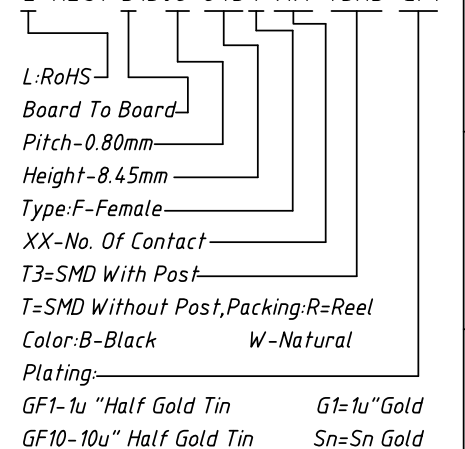 L:RoHS
Board To Board
Pitch-0.80mm
Height-8.45mm
Type:F-Female
XX-No. Of Contact
T3=SMD With Post
T=SMD Without Post,Packing:R=Reel
Color:B-Black W-Natural
Plating:
GF1-1u "Half Gold Tin G1=1u"Gold
GF10-10u" Half Gold Tin Sn=Sn Gold